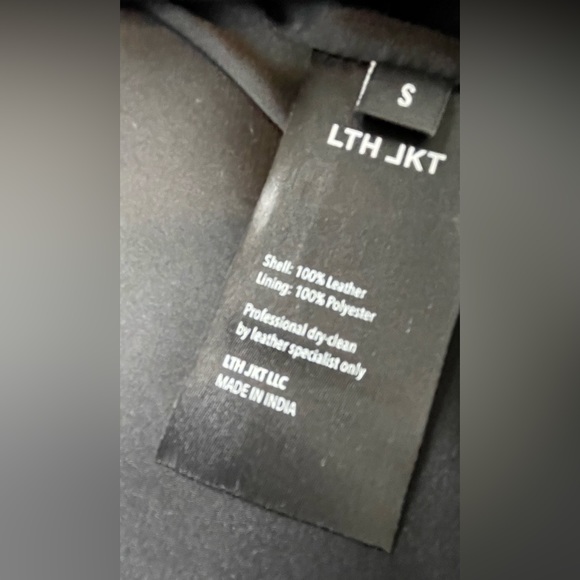 S
LTH JKT
Shell: 100% Leather
Lining: 100% Polyester
Professional dry-clean
by leather specialist only
LTH JKT LLC
MADE IN INDIA